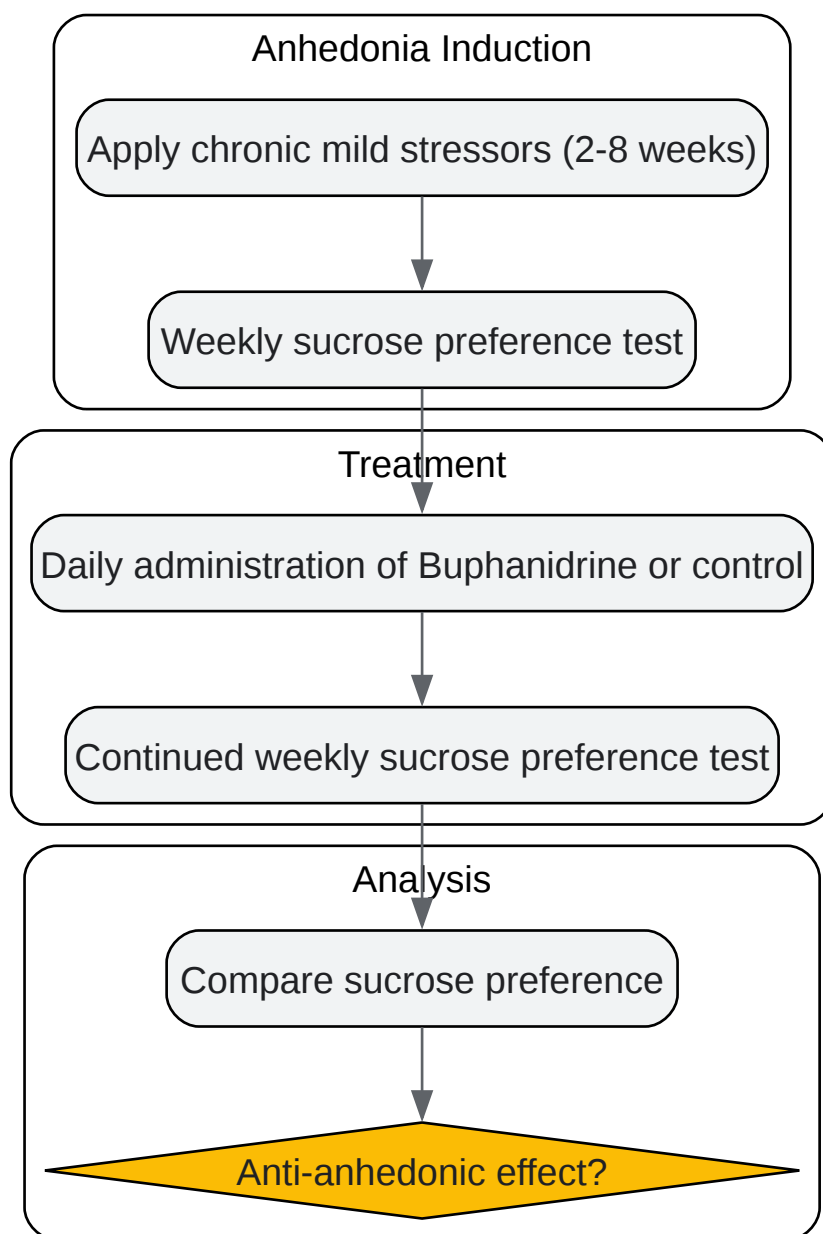 Anhedonia Induction
Apply chronic mild stressors (2-8 weeks)
Weekly sucrose preference test
Treatment
Daily administration of Buphanidrine or control
Continued weekly sucrose preference test
Analysis
Compare sucrose preference
Anti-anhedonic effect?